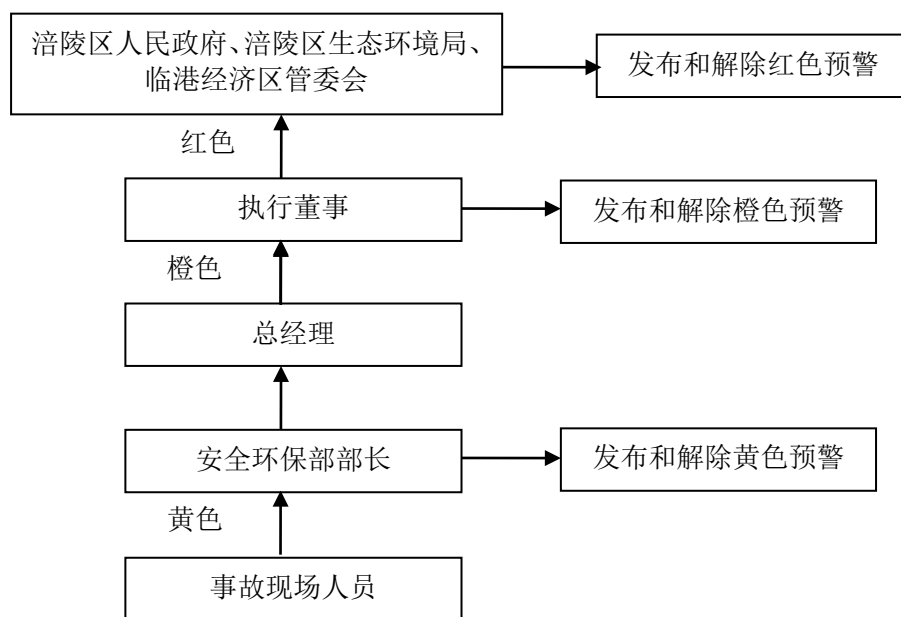 涪陵区人民政府、涪陵区生态环境局、
临港经济区管委会
发布和解除红色预警
红色
执行董事
发布和解除橙色预警
橙色
总经理
安全环保部部长
发布和解除黄色预警
黄色
事故现场人员